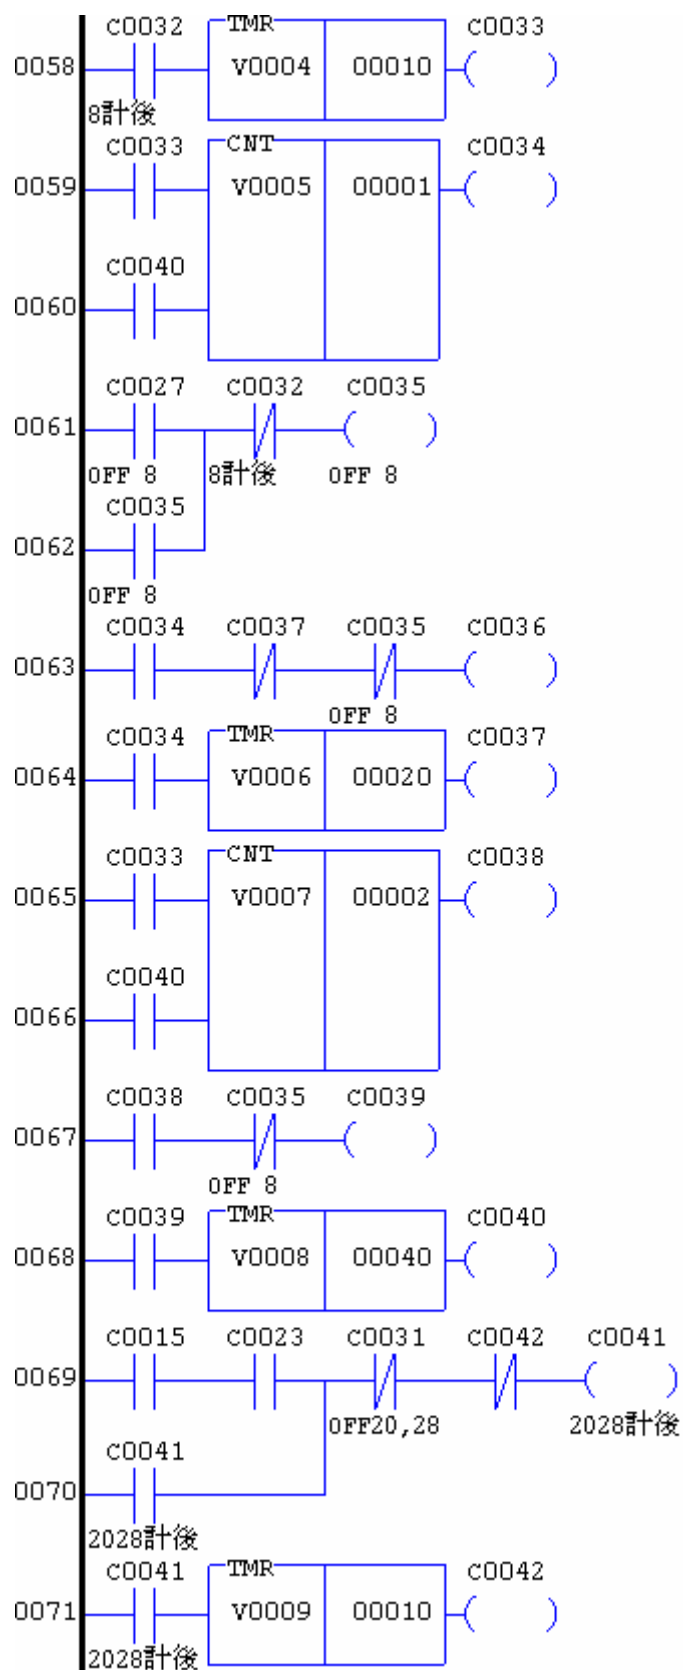 C0032 TMR C0033
0058 V0004 00010
8計後
C0033 CNT C0034
0059 V0005 00001
C0040
0060
C0027 C0032 C0035
0061
OFF 8 8計後 OFF 8
C0035
0062
OFF 8
C0034 C0037 C0035 C0036
0063
OFF 8
C0034 TMR C0037
0064 V0006 00020
C0033 CNT C0038
0065 V0007 00002
C0040
0066
C0038 C0035 C0039
0067
OFF 8
C0039 TMR C0040
0068 V0008 00040
C0015 C0023 C0031 C0042 C0041
0069
OFF20,28 2028計後
C0041
0070
2028計後
C0041 TMR C0042
0071 V0009 00010
2028計後